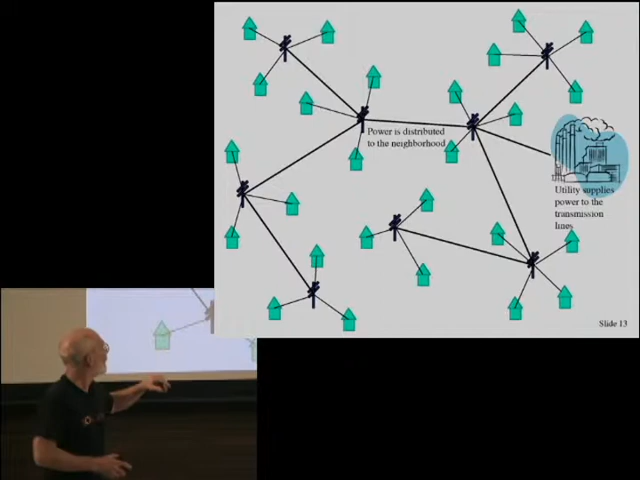 Power is distributed
to the neighborhood
Utility supplies
power to the
transmission
lines
Slide 13